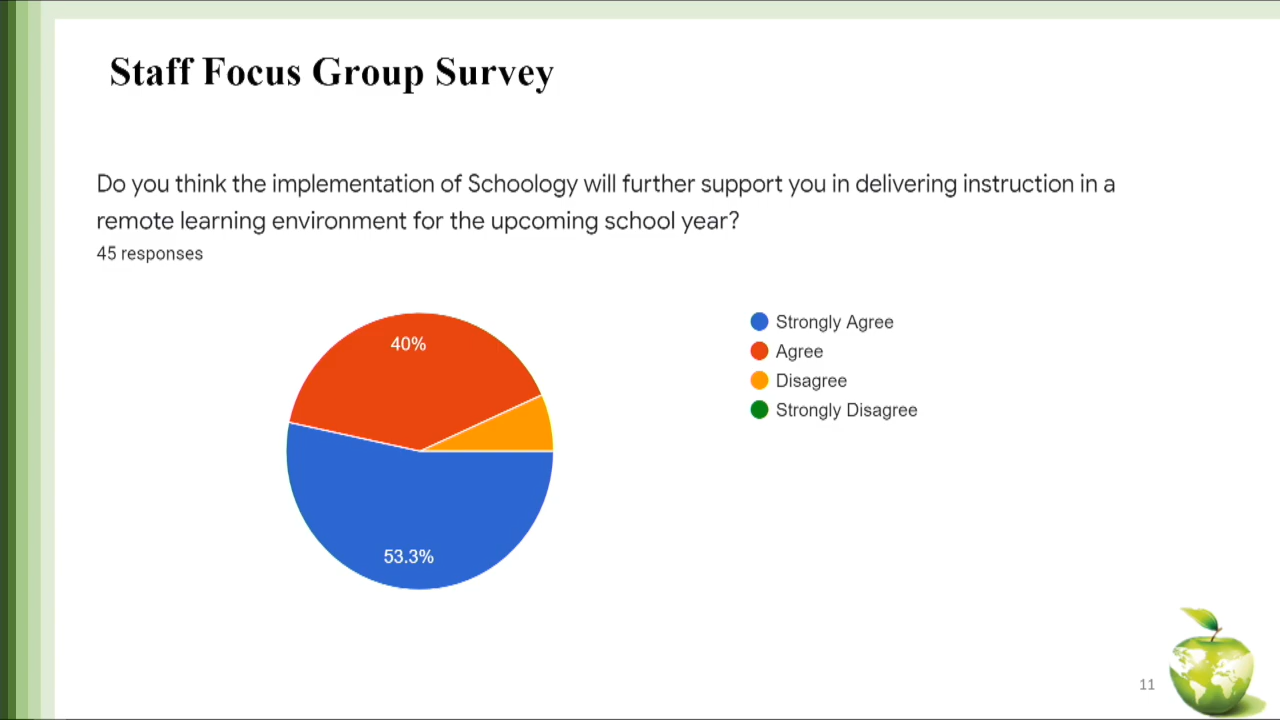 Staff Focus Group Survey
Do you think the implementation of Schoology will further support you in delivering instruction in a
remote learning environment for the upcoming school year?
45 responses
40%
53.3%
Strongly Agree
Agree
Disagree
Strongly Disagree
11